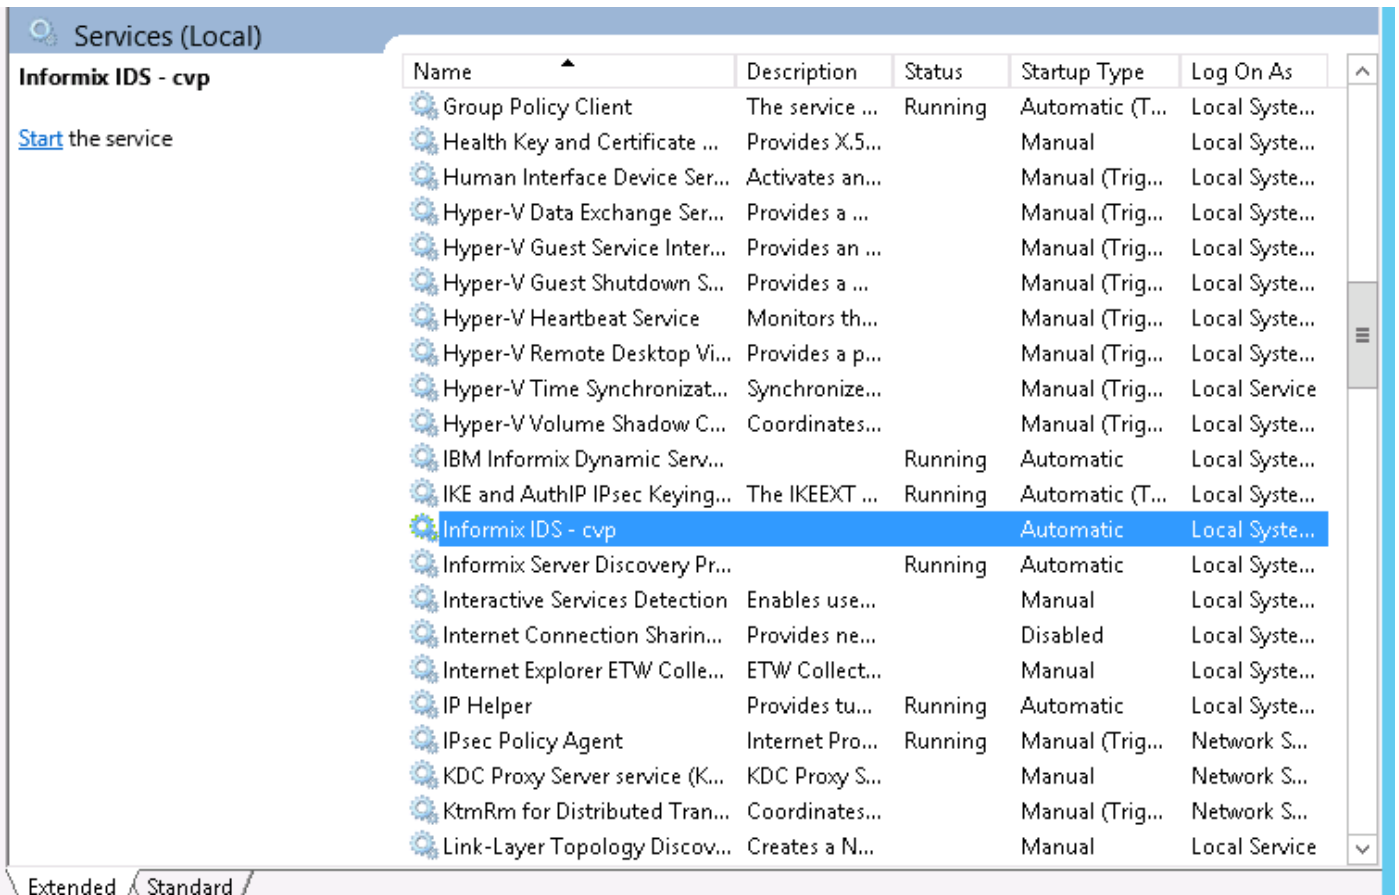 Services (Local)
Informix IDS - cvp
Start the service
Name Description Status Startup Type Log On As
Group Policy Client The service ... Running Automatic (T... Local Syste...
Health Key and Certificate ... Provides X.5... Manual Local Syste...
Human Interface Device Ser... Activates an... Manual (Trig... Local Syste...
Hyper-V Data Exchange Ser... Provides a ... Manual (Trig... Local Syste...
Hyper-V Guest Service Inter... Provides an ... Manual (Trig... Local Syste...
Hyper-V Guest Shutdown S... Provides a ... Manual (Trig... Local Syste...
Hyper-V Heartbeat Service Monitors th... Manual (Trig... Local Syste...
Hyper-V Remote Desktop Vi... Provides a p... Manual (Trig... Local Syste...
Hyper-V Time Synchronizat... Synchronize... Manual (Trig... Local Service
Hyper-V Volume Shadow C... Coordinates... Manual (Trig... Local Syste...
IBM Informix Dynamic Serv... Running Automatic Local Syste...
IKE and AuthIP IPsec Keying... The IKEEXT ... Running Automatic (T... Local Syste...
Informix IDS - cvp Automatic Local Syste...
Informix Server Discovery Pr... Running Automatic Local Syste...
Interactive Services Detection Enables use... Manual Local Syste...
Internet Connection Sharin... Provides ne... Disabled Local Syste...
Internet Explorer ETW Colle... ETW Collect... Manual Local Syste...
IP Helper Provides tu... Running Automatic Local Syste...
IPsec Policy Agent Internet Pro... Running Manual (Trig... Network S...
KDC Proxy Server service (K... KDC Proxy S... Manual Network S...
KtmRm for Distributed Tran... Coordinates... Manual (Trig... Network S...
Link-Layer Topology Discov... Creates a N... Manual Local Service
Extended Standard